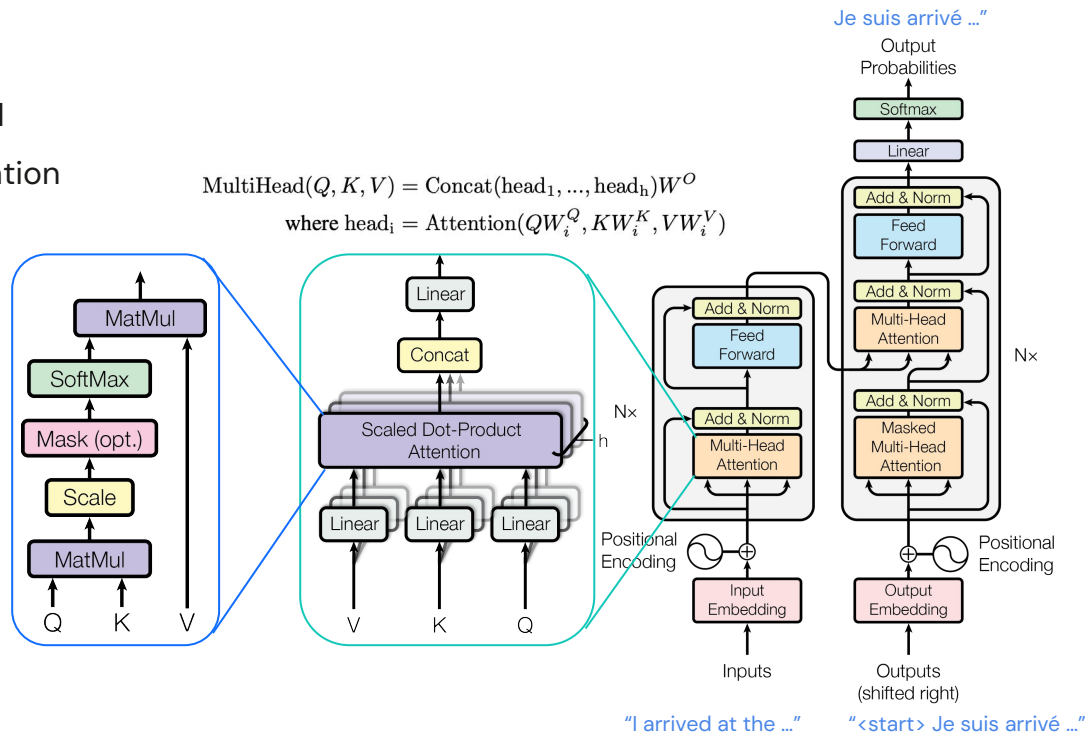 Je suis arrivé ..."
Output
Probabilities
Softmax
Linear
Add & Norm
Feed
Forward
Add & Norm
Multi-Head
Attention
Add & Norm
Masked
Multi-Head
Attention
N×
Positional
Encoding
Output
Embedding
Outputs
(shifted right)
"<start> Je suis arrivé ..."
MultiHead(Q, K, V) = Concat(head₁, ..., headₕ)W^O
where headᵢ = Attention(QWᵢ^Q, KWᵢ^K, VWᵢ^V)
MatMul
SoftMax
Mask (opt.)
Scale
MatMul
Q K V
Linear
Concat
Scaled Dot-Product
Attention
h
Linear Linear Linear
V K Q
N×
Add & Norm
Feed
Forward
Add & Norm
Multi-Head
Attention
Positional
Encoding
Input
Embedding
Inputs
"I arrived at the ..."